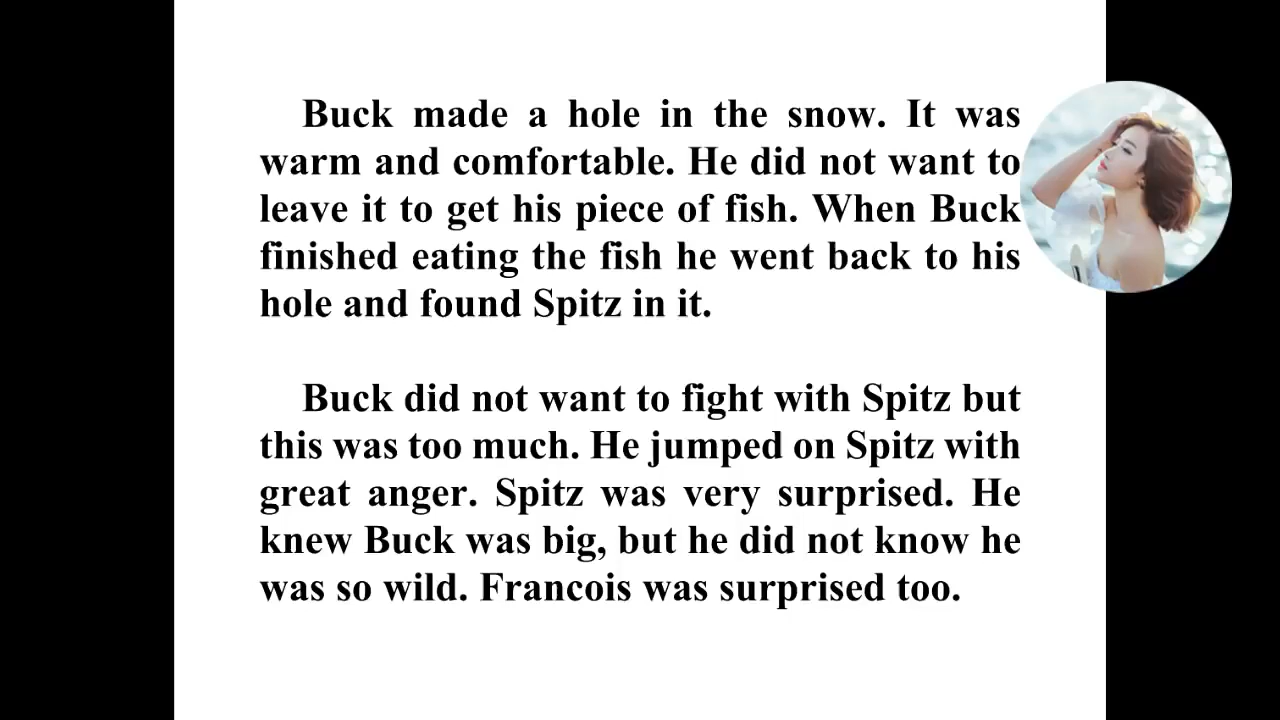 Buck made a hole in the snow. It was
warm and comfortable. He did not want to
leave it to get his piece of fish. When Buck
finished eating the fish he went back to his
hole and found Spitz in it.
Buck did not want to fight with Spitz but
this was too much. He jumped on Spitz with
great anger. Spitz was very surprised. He
knew Buck was big, but he did not know he
was so wild. Francois was surprised too.